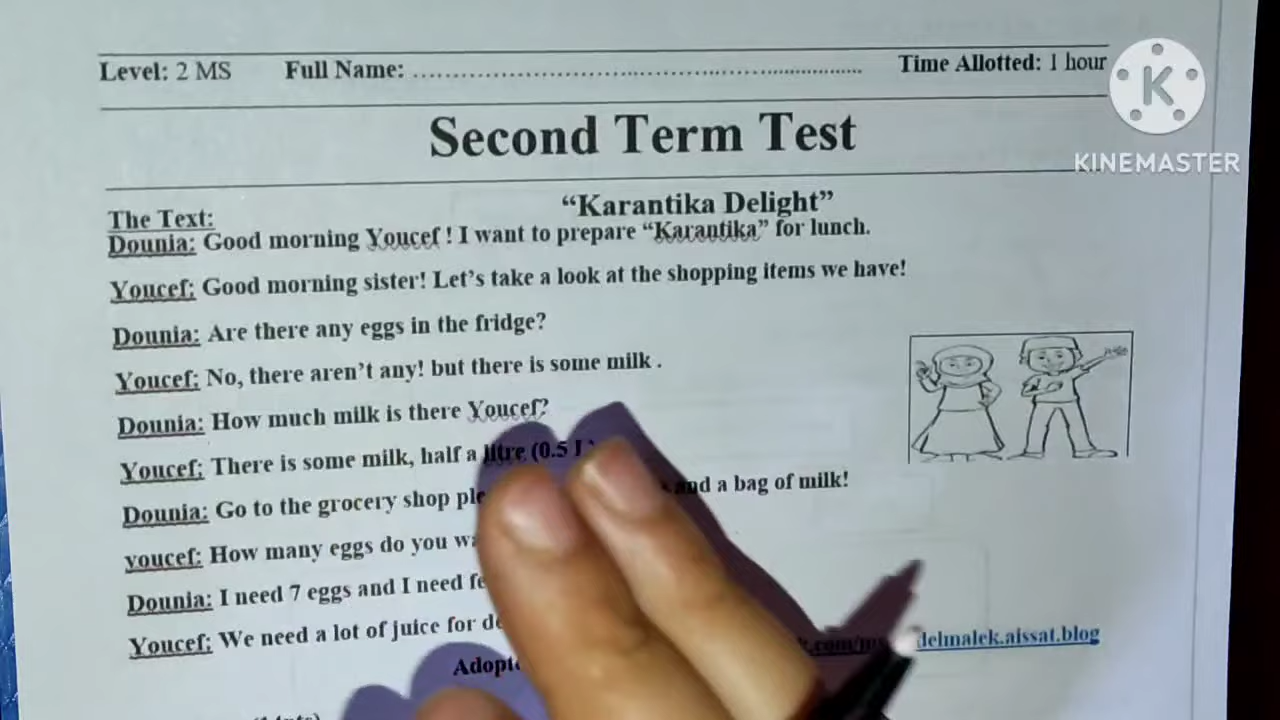 Level: 2 MS Full Name: ................................................................ Time Allotted: 1 hour
KINEMASTER
Second Term Test
The Text: “Karantika Delight”
Dounia: Good morning Youcef ! I want to prepare “Karantika” for lunch.
Youcef: Good morning sister! Let’s take a look at the shopping items we have!
Dounia: Are there any eggs in the fridge?
Youcef: No, there aren’t any! but there is some milk .
Dounia: How much milk is there Youcef?
Youcef: There is some milk, half a litre (0.5
Dounia: Go to the grocery shop and a bag of milk!
youcef: How many eggs do you
Dounia: I need 7 eggs and I need
Youcef: We need a lot of juice for
delmalek.aissat.blog